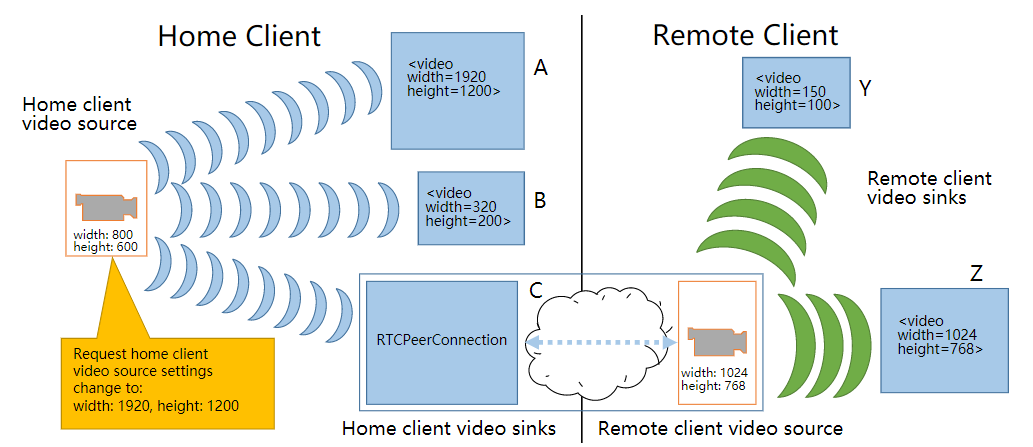 Home Client
Remote Client
Home client
video source
width: 800
height: 600
Request home client
video source settings
change to:
width: 1920, height: 1200
<video
width=1920
height=1200>
A
<video
width=320
height=200>
B
RTCPeerConnection
C
Home client video sinks
<video
width=150
height=100>
Y
Remote client
video sinks
Z
<video
width=1024
height=768>
width: 1024
height: 768
Remote client video source